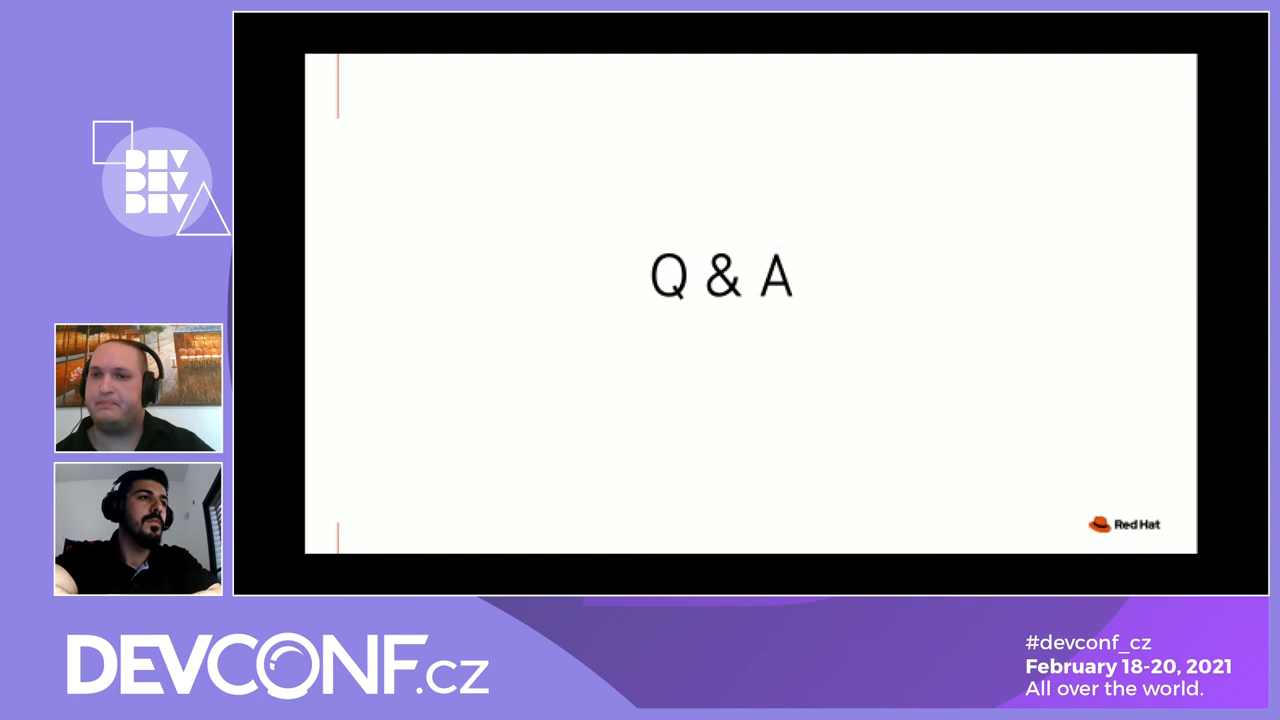 DEV
DEV
DEV
Q & A
Red Hat
DEVCONF.cz
#devconf_cz
February 18-20, 2021
All over the world.